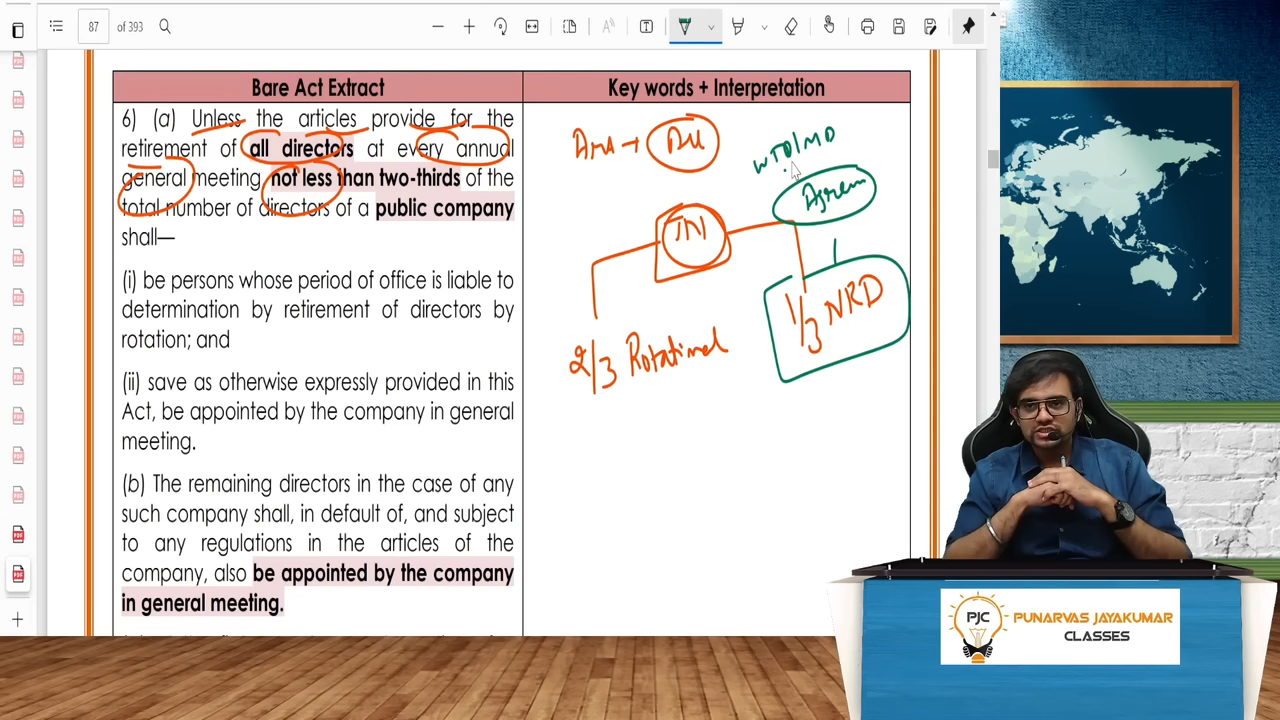 87 of 393
Bare Act Extract
6) (a) Unless the articles provide for the
retirement of all directors at every annual
general meeting, not less than two-thirds of the
total number of directors of a public company
shall—
(i) be persons whose period of office is liable to
determination by retirement of directors by
rotation; and
(ii) save as otherwise expressly provided in this
Act, be appointed by the company in general
meeting.
(b) The remaining directors in the case of any
such company shall, in default of, and subject
to any regulations in the articles of the
company, also be appointed by the company
in general meeting.
Key words + Interpretation
WTD/MD
2/3 Rotational
1/3 NRD
PJC
PUNARVAS JAYAKUMAR
CLASSES